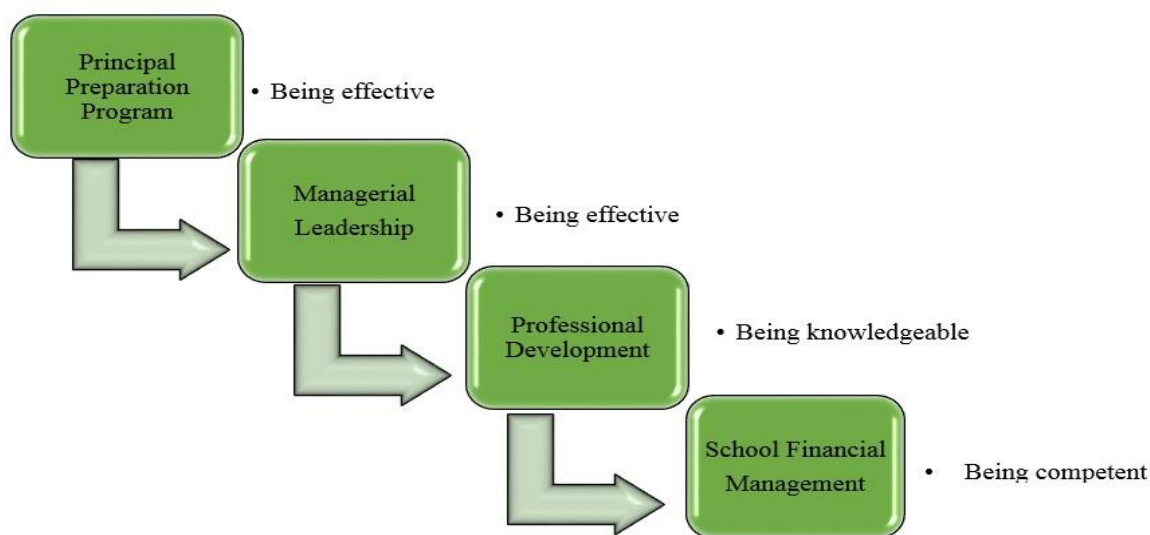 Principal
Preparation
Program
• Being effective
Managerial
Leadership
• Being effective
Professional
Development
• Being knowledgeable
School Financial
Management
• Being competent